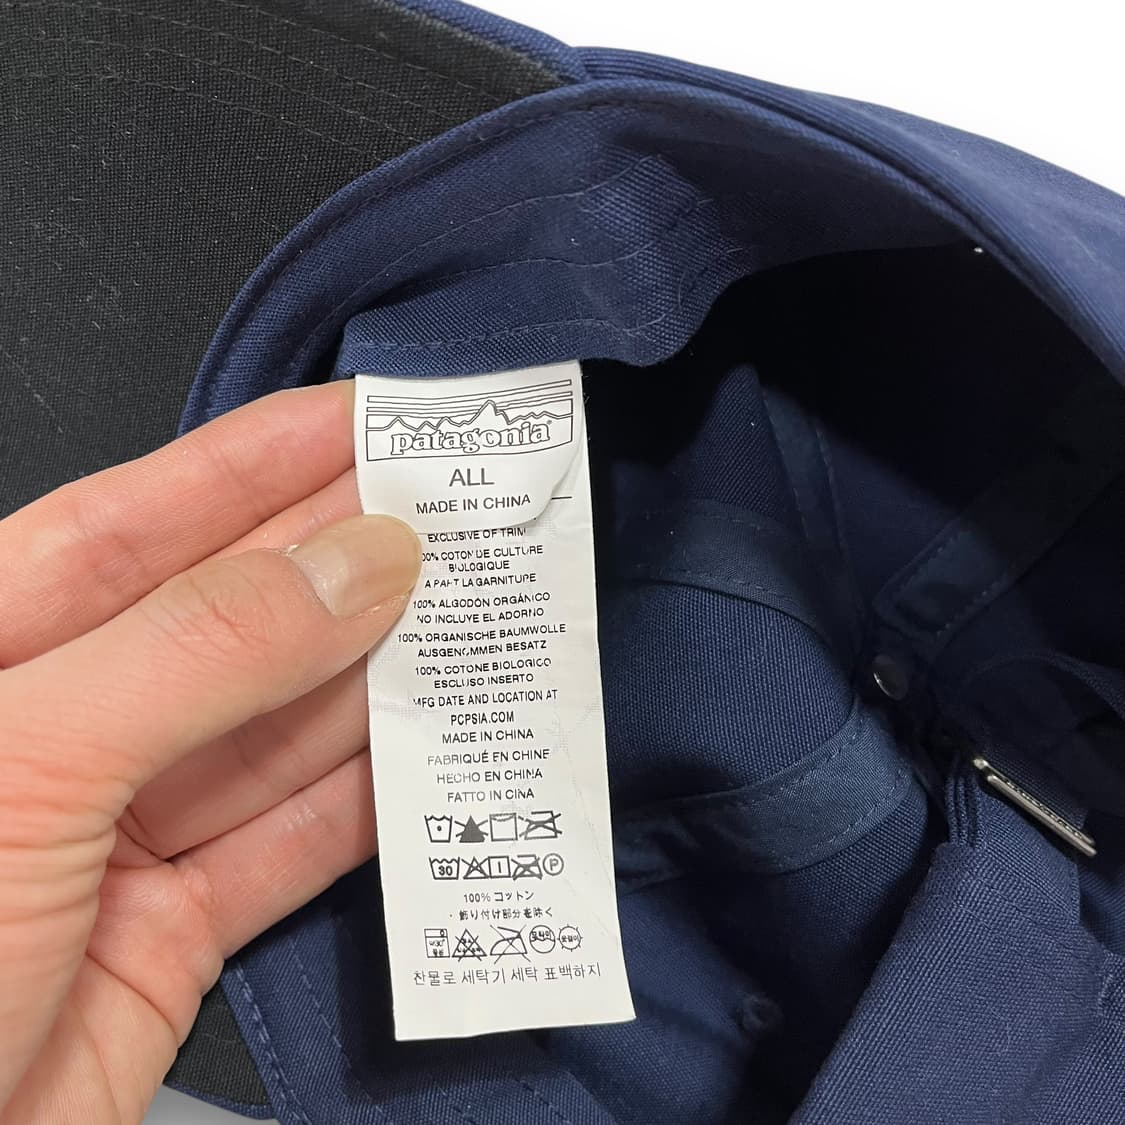 patagonia
ALL
MADE IN CHINA
EXCLUSIVE OF TRIM
00% COTON DE CULTURE
BIOLOGIQUE
A PART LA GARNITURE
100% ALGODÓN ORGÁNICO
NO INCLUYE EL ADORNO
100% ORGANISCHE BAUMWOLLE
AUSGENOMMEN BESATZ
100% COTONE BIOLOGICO
ESCLUSO INSERTO
MFG DATE AND LOCATION AT
PCPSIA.COM
MADE IN CHINA
FABRIQUÉ EN CHINE
HECHO EN CHINA
FATTO IN CINA
30 P
100% コットン
・飾り付け部分を除く
찬물로 세탁기 세탁 표백하지